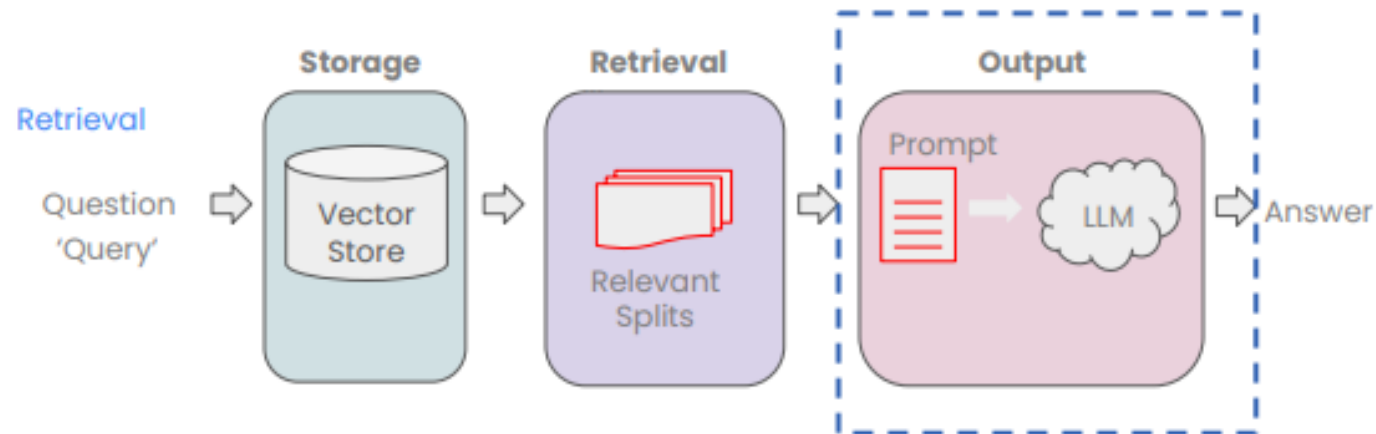 Storage
Retrieval
Output
Retrieval
Question
‘Query’
Vector
Store
Relevant
Splits
Prompt
LLM
Answer